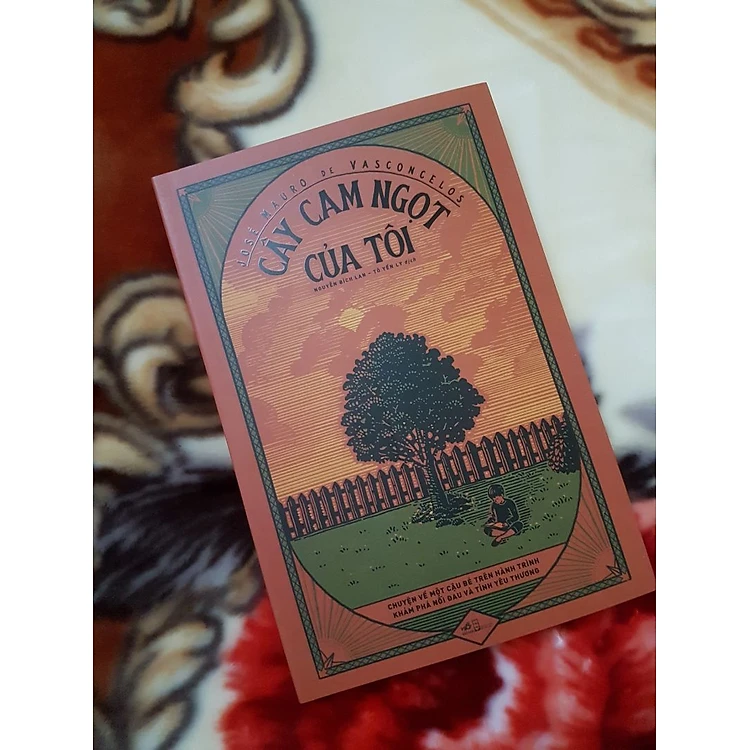 JOSÉ MAURO DE VASCONCELOS
CÂY CAM NGỌT
CỦA TÔI
NGUYỄN BÍCH LAN – TÔ YẾN LY dịch
CHUYỆN VỀ MỘT CẬU BÉ TRÊN HÀNH TRÌNH
KHÁM PHÁ NỖI ĐAU VÀ TÌNH YÊU THƯƠNG